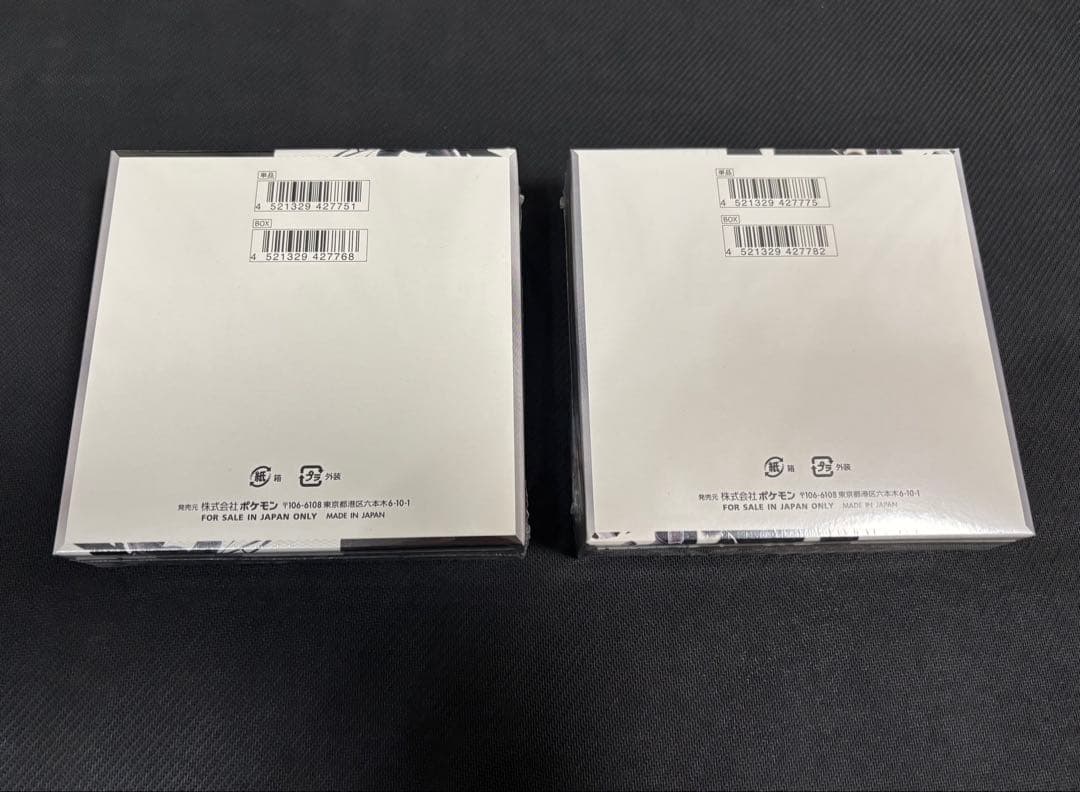 単品
4 521329 427751
BOX
4 521329 427768
紙 箱 プラ 外装
発売元 株式会社ポケモン 〒106-6108 東京都港区六本木6-10-1
FOR SALE IN JAPAN ONLY MADE IN JAPAN
単品
4 521329 427775
BOX
4 521329 427782
紙 箱 プラ 外装
発売元 株式会社ポケモン 〒106-6108 東京都港区六本木6-10-1
FOR SALE IN JAPAN ONLY MADE IN JAPAN